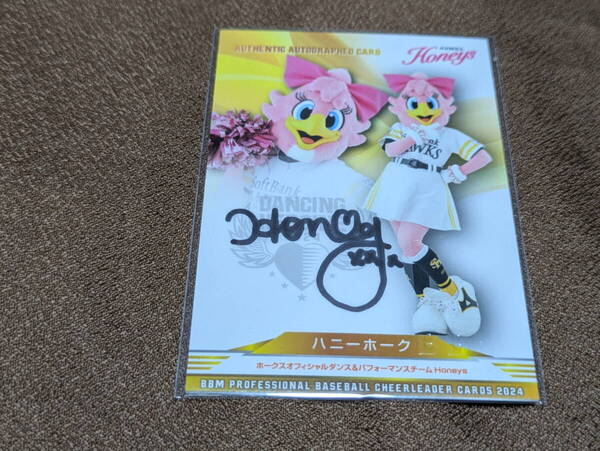 AUTHENTIC AUTOGRAPHED CARD
HAWKS
Honeys
SoftBank
HAWKS
SoftBank
DANCING
Honey
ハニーホーク
ホークスオフィシャルダンス&パフォーマンスチーム Honeys
BBM PROFESSIONAL BASEBALL CHEERLEADER CARDS 2024